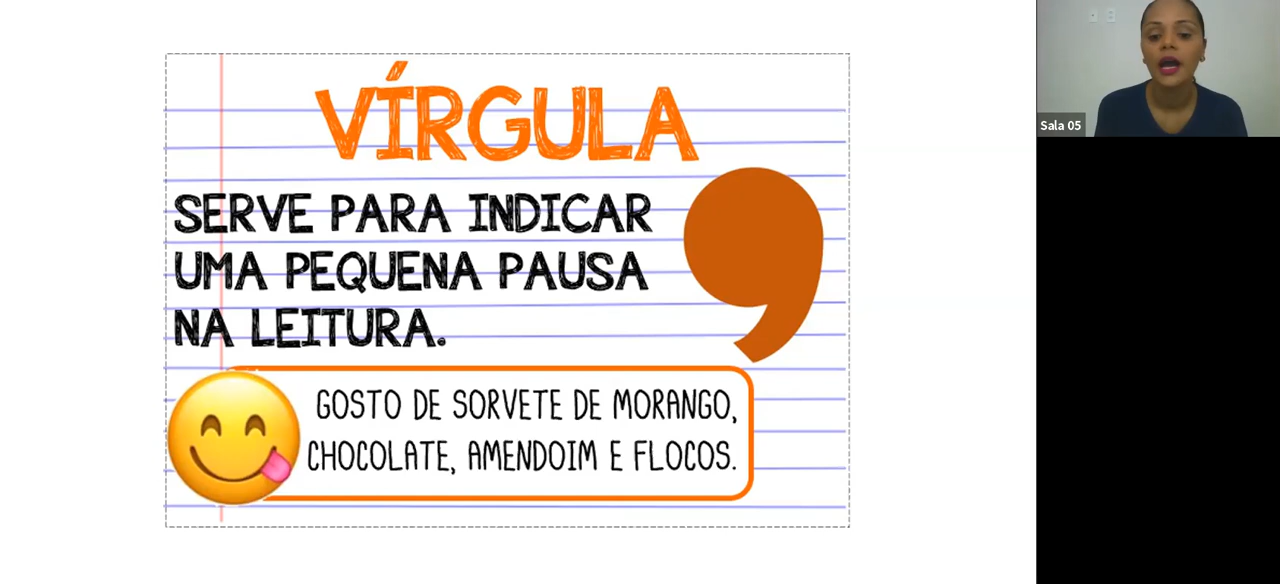 VÍRGULA
SERVE PARA INDICAR
UMA PEQUENA PAUSA
NA LEITURA.
GOSTO DE SORVETE DE MORANGO,
CHOCOLATE, AMENDOIM E FLOCOS.
Sala 05